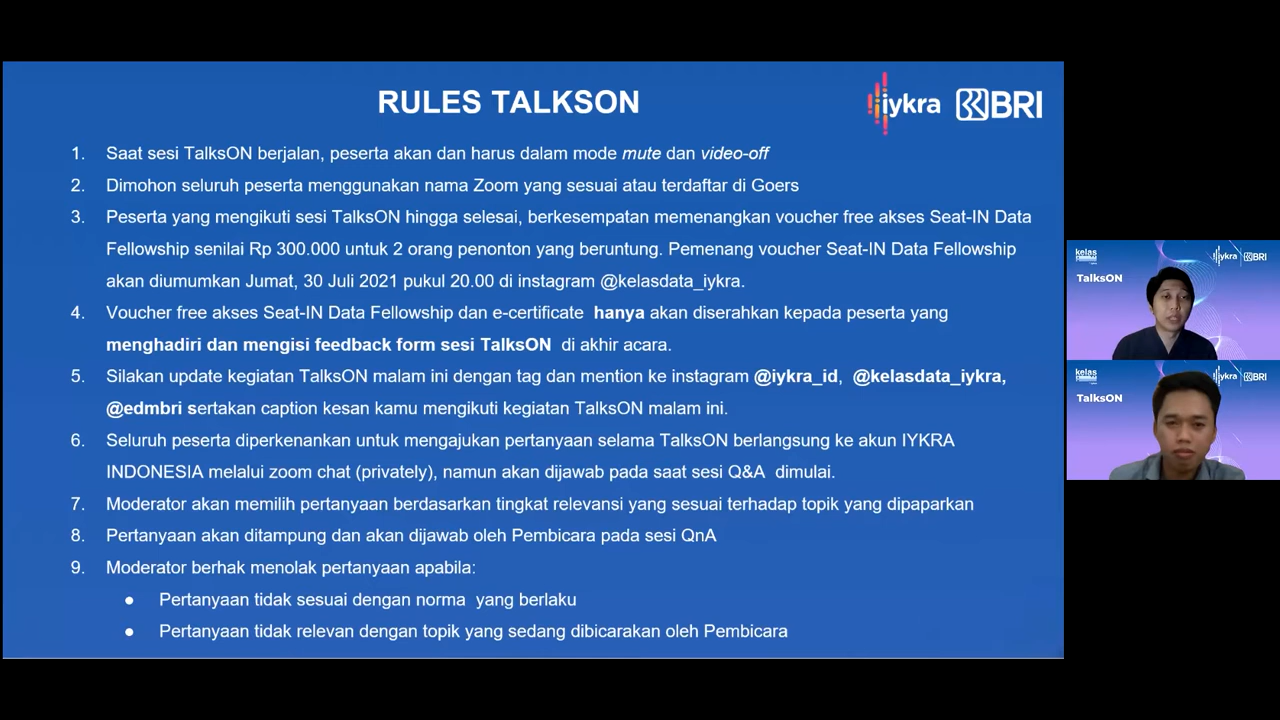 RULES TALKSON
iykra BRI
1. Saat sesi TalksON berjalan, peserta akan dan harus dalam mode mute dan video-off
2. Dimohon seluruh peserta menggunakan nama Zoom yang sesuai atau terdaftar di Goers
3. Peserta yang mengikuti sesi TalksON hingga selesai, berkesempatan memenangkan voucher free akses Seat-IN Data
Fellowship senilai Rp 300.000 untuk 2 orang penonton yang beruntung. Pemenang voucher Seat-IN Data Fellowship
akan diumumkan Jumat, 30 Juli 2021 pukul 20.00 di instagram @kelasdata_iykra.
4. Voucher free akses Seat-IN Data Fellowship dan e-certificate hanya akan diserahkan kepada peserta yang
menghadiri dan mengisi feedback form sesi TalksON di akhir acara.
5. Silakan update kegiatan TalksON malam ini dengan tag dan mention ke instagram @iykra_id, @kelasdata_iykra,
@edmbri sertakan caption kesan kamu mengikuti kegiatan TalksON malam ini.
6. Seluruh peserta diperkenankan untuk mengajukan pertanyaan selama TalksON berlangsung ke akun IYKRA
INDONESIA melalui zoom chat (privately), namun akan dijawab pada saat sesi Q&A dimulai.
7. Moderator akan memilih pertanyaan berdasarkan tingkat relevansi yang sesuai terhadap topik yang dipaparkan
8. Pertanyaan akan ditampung dan akan dijawab oleh Pembicara pada sesi QnA
9. Moderator berhak menolak pertanyaan apabila:
● Pertanyaan tidak sesuai dengan norma yang berlaku
● Pertanyaan tidak relevan dengan topik yang sedang dibicarakan oleh Pembicara
kelas
iykra BRI
TalksON
kelas
iykra BRI
TalksON